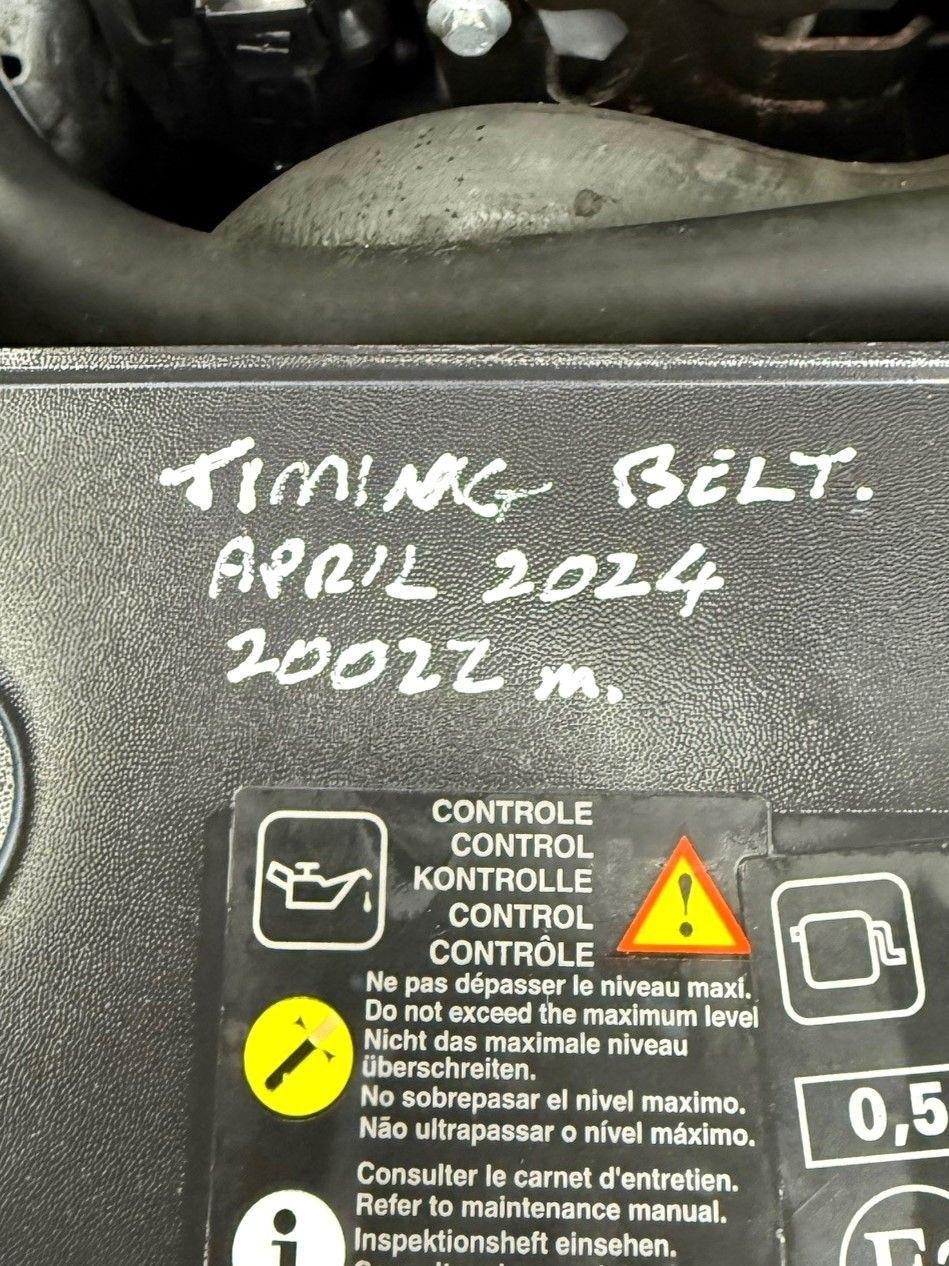 TIMING BELT.
APRIL 2024
20022 m.
CONTROLE
CONTROL
KONTROLLE
CONTROL
CONTRÔLE
Ne pas dépasser le niveau maxí.
Do not exceed the maximum level
Nicht das maximale niveau
überschreiten.
No sobrepasar el nivel maximo.
Não ultrapassar o nível máximo.
Consulter le carnet d'entretien.
Refer to maintenance manual.
Inspektionsheft einsehen.
0,5